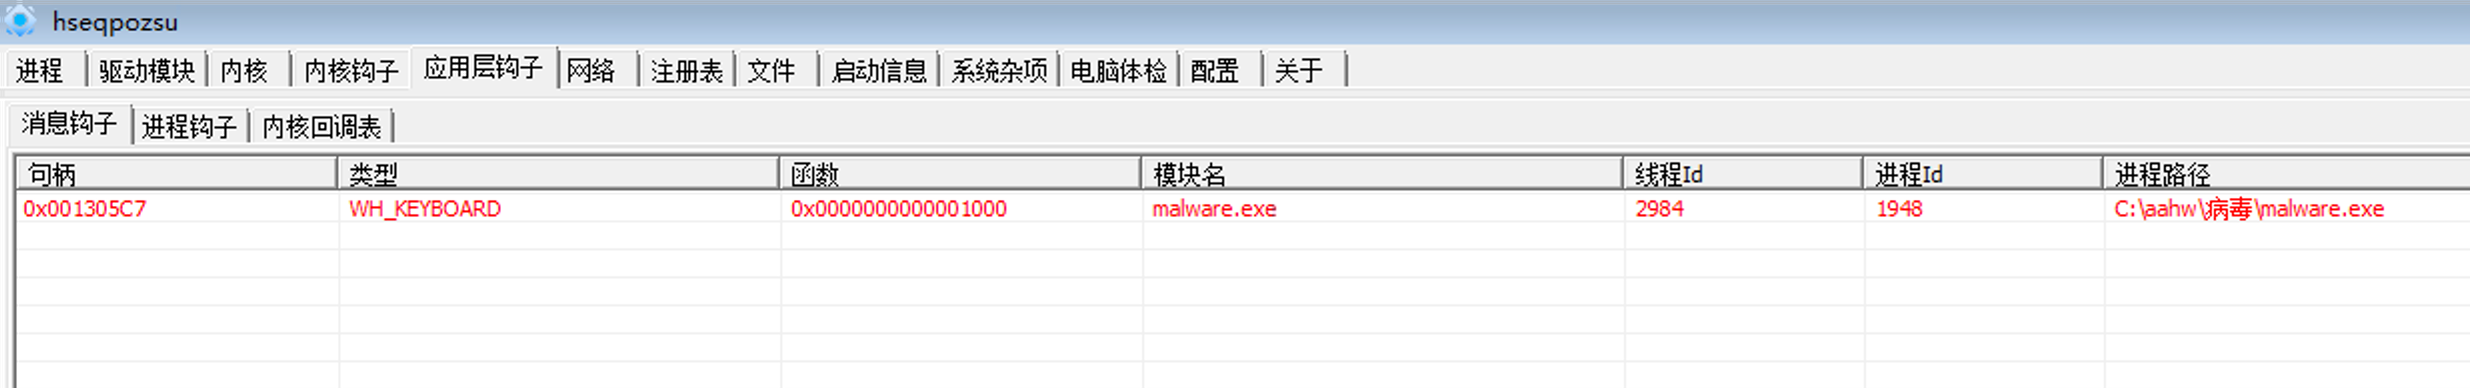 hseqpozsu
进程 驱动模块 内核 内核钩子 应用层钩子 网络 注册表 文件 启动信息 系统杂项 电脑体检 配置 关于
消息钩子 进程钩子 内核回调表
句柄 类型 函数 模块名 线程Id 进程Id 进程路径
0x001305C7 WH_KEYBOARD 0x0000000000001000 malware.exe 2984 1948 C:\aahw\病毒\malware.exe